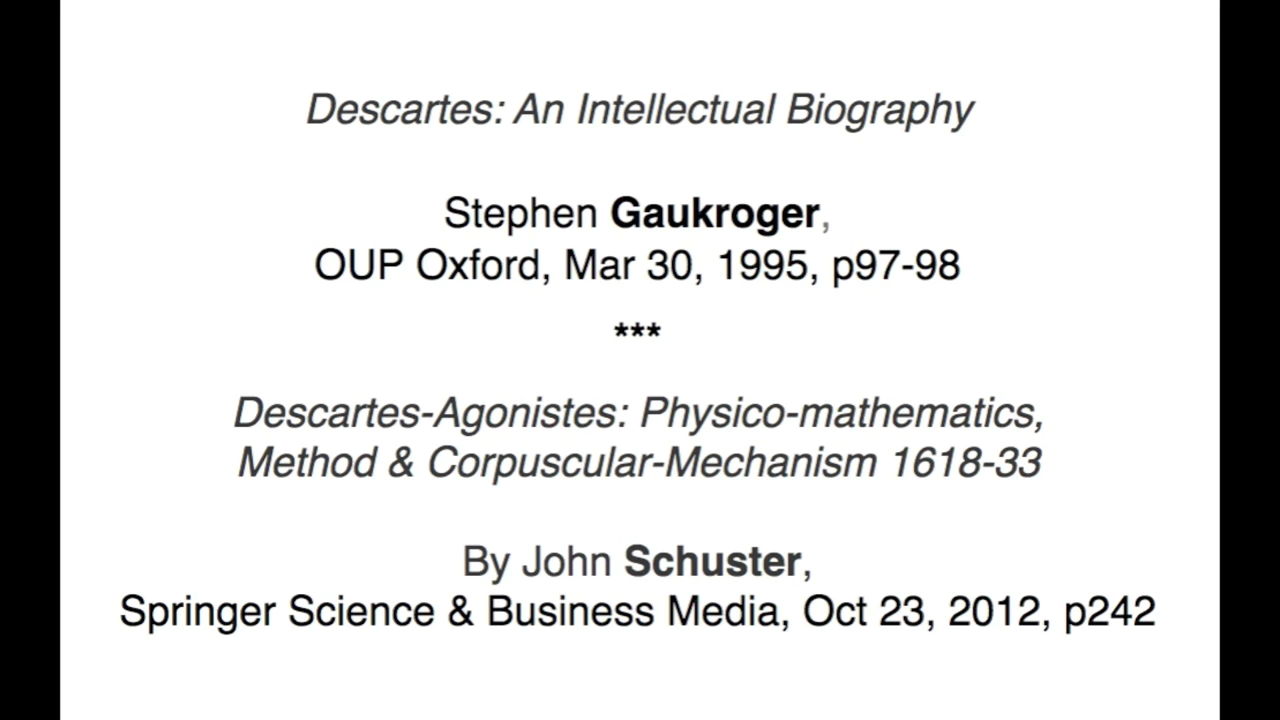 Descartes: An Intellectual Biography
Stephen Gaukroger,
OUP Oxford, Mar 30, 1995, p97-98
***
Descartes-Agonistes: Physico-mathematics,
Method & Corpuscular-Mechanism 1618-33
By John Schuster,
Springer Science & Business Media, Oct 23, 2012, p242